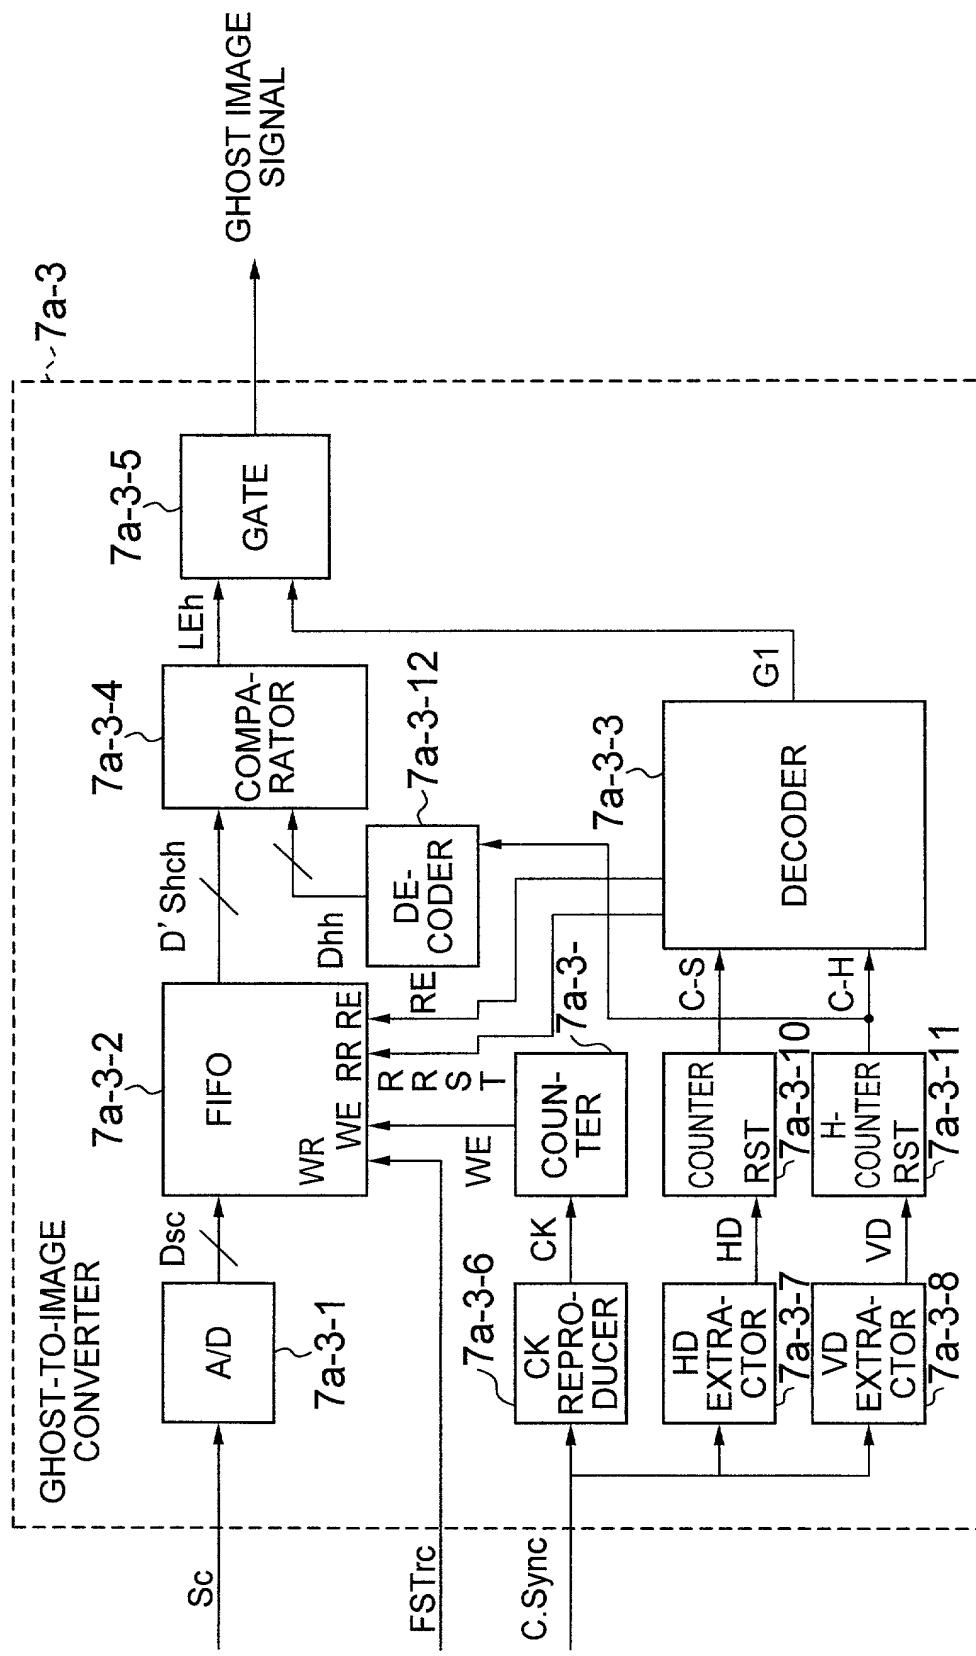 GHOST-TO-IMAGE
CONVERTER
7a-3
Sc
A/D
7a-3-1
Dsc
7a-3-2
FIFO
WR
WE
RR
RE
D' Shch
7a-3-4
COMPA-
RATOR
LEh
7a-3-5
GATE
GHOST IMAGE
SIGNAL
FSTrc
WE
R
R
S
T
RE
Dhh
DE-
CODER
7a-3-12
C.Sync
7a-3-6
CK
REPRO-
DUCER
CK
COUN-
TER
7a-3-
HD
EXTRA-
CTOR
7a-3-7
HD
COUNTER
RST
7a-3-10
C-S
7a-3-3
DECODER
G1
VD
EXTRA-
CTOR
7a-3-8
VD
H-
COUNTER
RST
7a-3-11
C-H